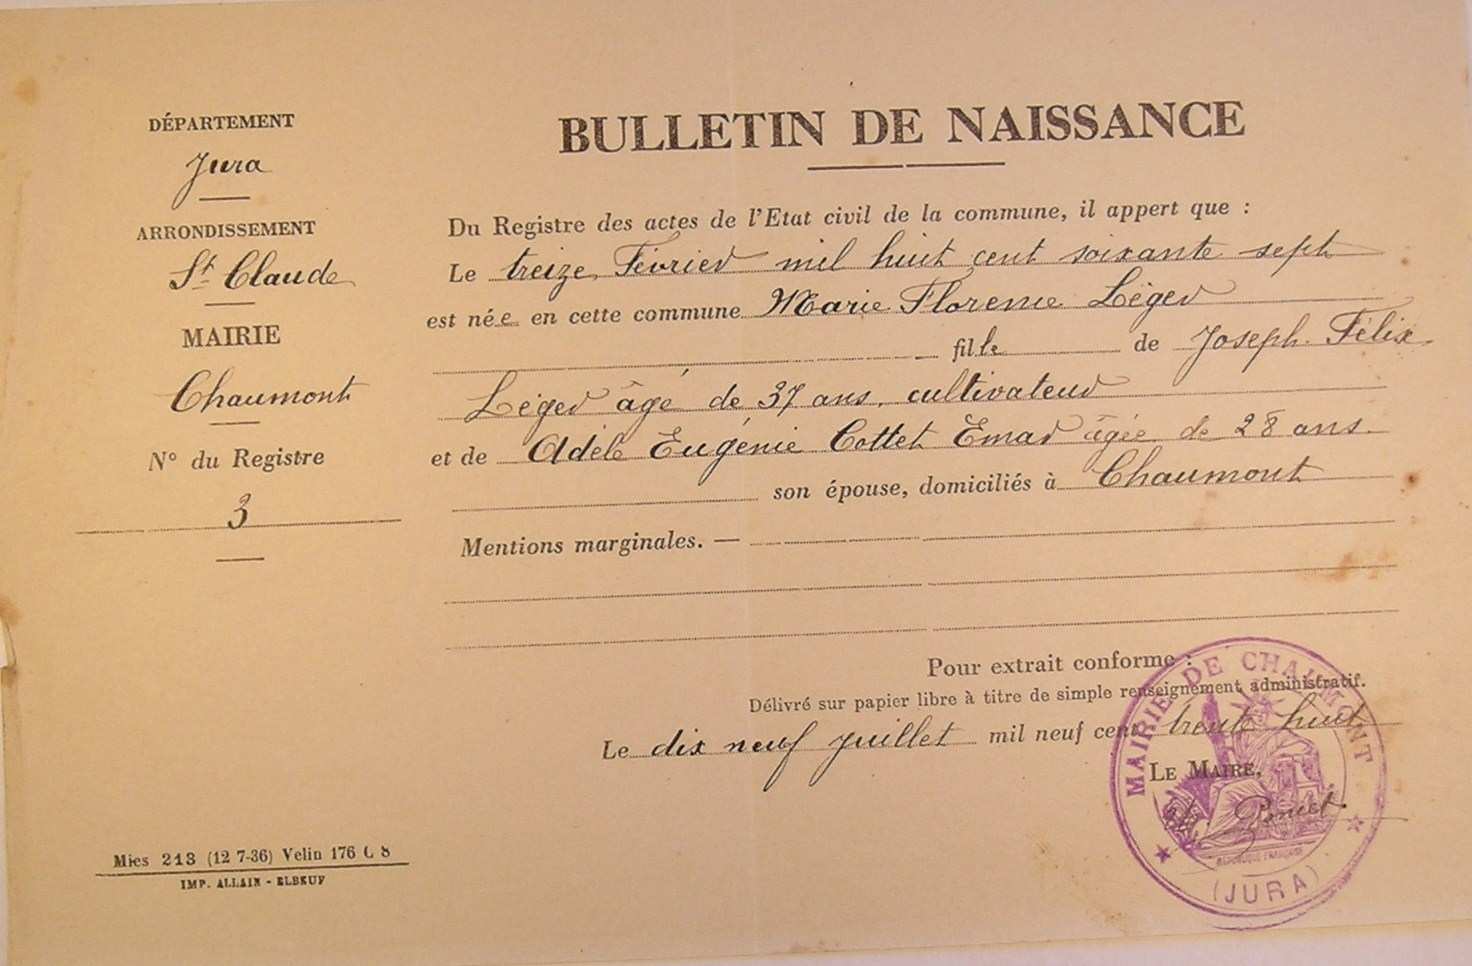 DÉPARTEMENT
Jura
ARRONDISSEMENT
St Claude
MAIRIE
Chaumont
N° du Registre
3
Mies 213 (12 7-36) Velin 176 C 8
IMP. ALLAIN - ELBEUF
BULLETIN DE NAISSANCE
Du Registre des actes de l'Etat civil de la commune, il appert que :
Le treize Février mil huit cent soixante sept
est née en cette commune Marie Florence Léger
fille de Joseph Félix
Léger âgé de 37 ans, cultivateur
et de Adèle Eugénie Cottet Emar âgée de 28 ans
son épouse, domiciliés à Chaumont
Mentions marginales. —
Pour extrait conforme :
Délivré sur papier libre à titre de simple renseignement administratif.
Le dix neuf juillet mil neuf cent trente huit
LE MAIRE,
MAIRIE DE CHAUMONT
RÉPUBLIQUE FRANÇAISE
(JURA)